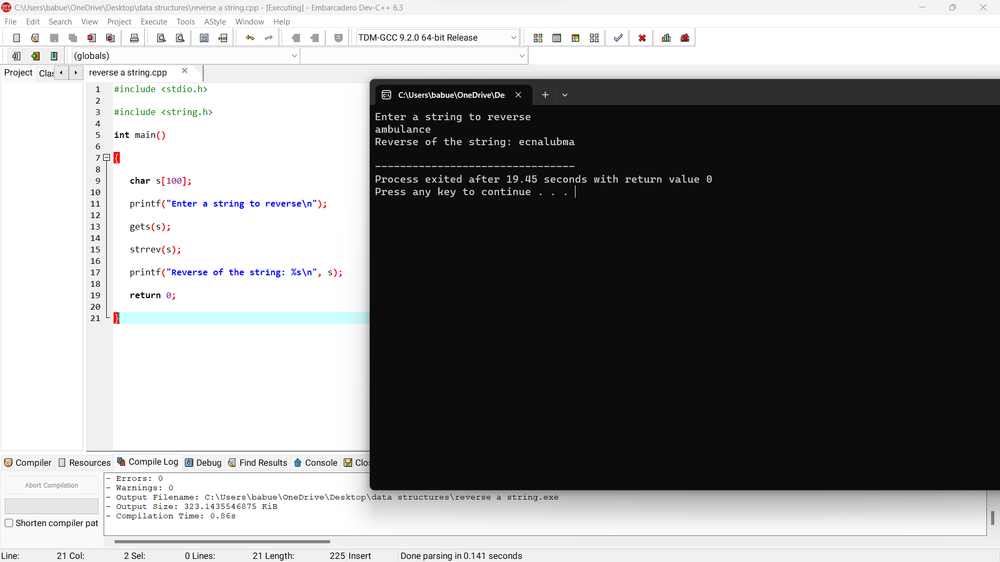 C:\Users\babue\OneDrive\Desktop\data structures\reverse a string.cpp - [Executing] - Embarcadero Dev-C++ 6.3
File Edit Search View Project Execute Tools AStyle Window Help
TDM-GCC 9.2.0 64-bit Release
(globals)
Project Clas
reverse a string.cpp
1 #include <stdio.h>
2
3 #include <string.h>
4
5 int main()
6
7 {
8
9 char s[100];
10
11 printf("Enter a string to reverse\n");
12
13 gets(s);
14
15 strrev(s);
16
17 printf("Reverse of the string: %s\n", s);
18
19 return 0;
20
21 }
C:\Users\babue\OneDrive\De
Enter a string to reverse
ambulance
Reverse of the string: ecnalubma
--------------------------------
Process exited after 19.45 seconds with return value 0
Press any key to continue . . .
Compiler Resources Compile Log Debug Find Results Console Clos
Abort Compilation
Shorten compiler pat
- Errors: 0
- Warnings: 0
- Output Filename: C:\Users\babue\OneDrive\Desktop\data structures\reverse a string.exe
- Output Size: 323.1435546875 KiB
- Compilation Time: 0.86s
Line: 21 Col: 2 Sel: 0 Lines: 21 Length: 225 Insert Done parsing in 0.141 seconds